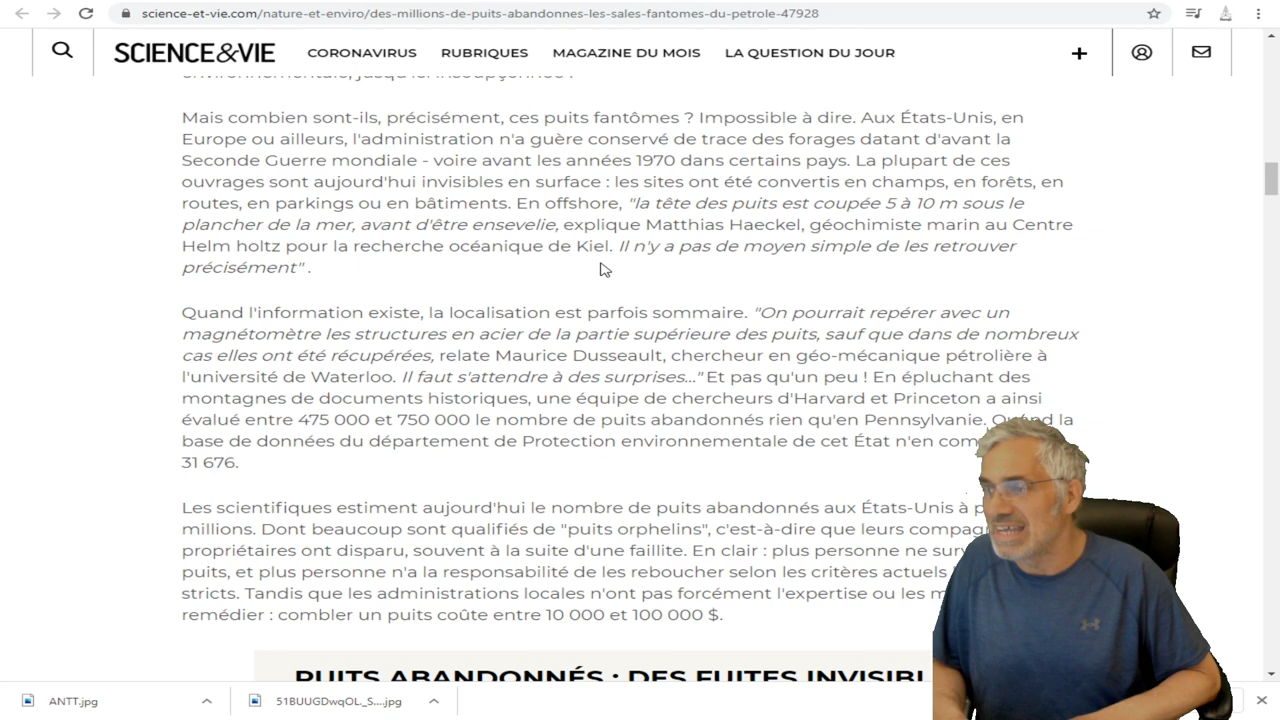 science-et-vie.com/nature-et-enviro/des-millions-de-puits-abandonnes-les-sales-fantomes-du-petrole-47928
SCIENCE&VIE CORONAVIRUS RUBRIQUES MAGAZINE DU MOIS LA QUESTION DU JOUR
Mais combien sont-ils, précisément, ces puits fantômes ? Impossible à dire. Aux États-Unis, en
Europe ou ailleurs, l'administration n'a guère conservé de trace des forages datant d'avant la
Seconde Guerre mondiale - voire avant les années 1970 dans certains pays. La plupart de ces
ouvrages sont aujourd'hui invisibles en surface : les sites ont été convertis en champs, en forêts, en
routes, en parkings ou en bâtiments. En offshore, "la tête des puits est coupée 5 à 10 m sous le
plancher de la mer, avant d'être ensevelie, explique Matthias Haeckel, géochimiste marin au Centre
Helm holtz pour la recherche océanique de Kiel. Il n'y a pas de moyen simple de les retrouver
précisément" .
Quand l'information existe, la localisation est parfois sommaire. "On pourrait repérer avec un
magnétomètre les structures en acier de la partie supérieure des puits, sauf que dans de nombreux
cas elles ont été récupérées, relate Maurice Dusseault, chercheur en géo-mécanique pétrolière à
l'université de Waterloo. Il faut s'attendre à des surprises..." Et pas qu'un peu ! En épluchant des
montagnes de documents historiques, une équipe de chercheurs d'Harvard et Princeton a ainsi
évalué entre 475 000 et 750 000 le nombre de puits abandonnés rien qu'en Pennsylvanie. Quand la
base de données du département de Protection environnementale de cet État n'en com
31 676.
Les scientifiques estiment aujourd'hui le nombre de puits abandonnés aux États-Unis à p
millions. Dont beaucoup sont qualifiés de "puits orphelins", c'est-à-dire que leurs compag
propriétaires ont disparu, souvent à la suite d'une faillite. En clair : plus personne ne surv
puits, et plus personne n'a la responsabilité de les reboucher selon les critères actuels
stricts. Tandis que les administrations locales n'ont pas forcément l'expertise ou les m
remédier : combler un puits coûte entre 10 000 et 100 000 $.
PUITS ABANDONNÉS : DES FUITES INVISIBL
ANTT.jpg 51BUUGDwqOL._S....jpg